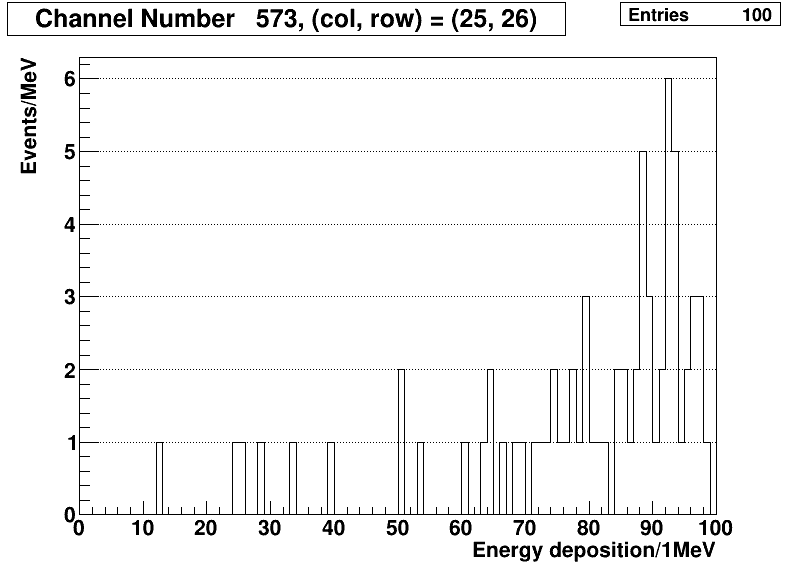 Channel Number 573, (col, row) = (25, 26)
Entries 100
Events/MeV
6
5
4
3
2
1
0
0 10 20 30 40 50 60 70 80 90 100
Energy deposition/1MeV